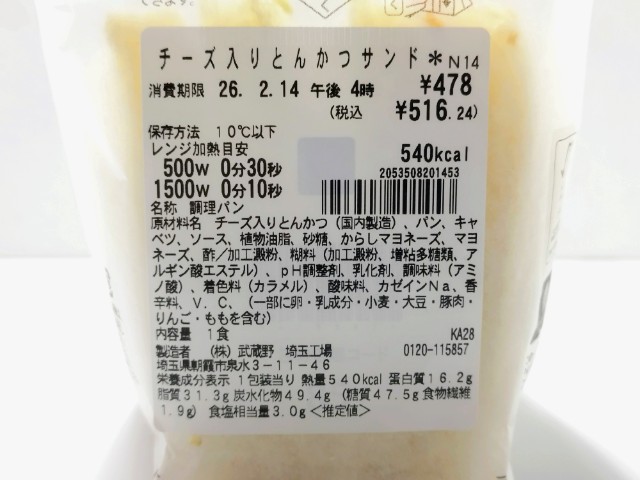 チーズ入りとんかつサンド＊N14
消費期限 26. 2.14 午後 4時 ¥478
(税込 ¥516.24)
保存方法 10℃以下
レンジ加熱目安
500W 0分30秒 540kcal
1500W 0分10秒 2053508201453
名称 調理パン
原材料名 チーズ入りとんかつ（国内製造）、パン、キャ
ベツ、ソース、植物油脂、砂糖、からしマヨネーズ、マヨ
ネーズ、酢／加工澱粉、糊料（加工澱粉、増粘多糖類、ア
ルギン酸エステル）、pH調整剤、乳化剤、調味料（アミ
ノ酸）、着色料（カラメル）、酸味料、カゼインNa、香
辛料、V．C、（一部に卵・乳成分・小麦・大豆・豚肉・
りんご・ももを含む）
内容量 1食 KA28
製造者 （株）武蔵野 埼玉工場 0120-115857
埼玉県朝霞市泉水3－11－46
栄養成分表示 1包装当り 熱量540kcal 蛋白質16.2g
脂質31.3g 炭水化物49.4g （糖質47.5g 食物繊維
1.9g） 食塩相当量3.0g＜推定値＞